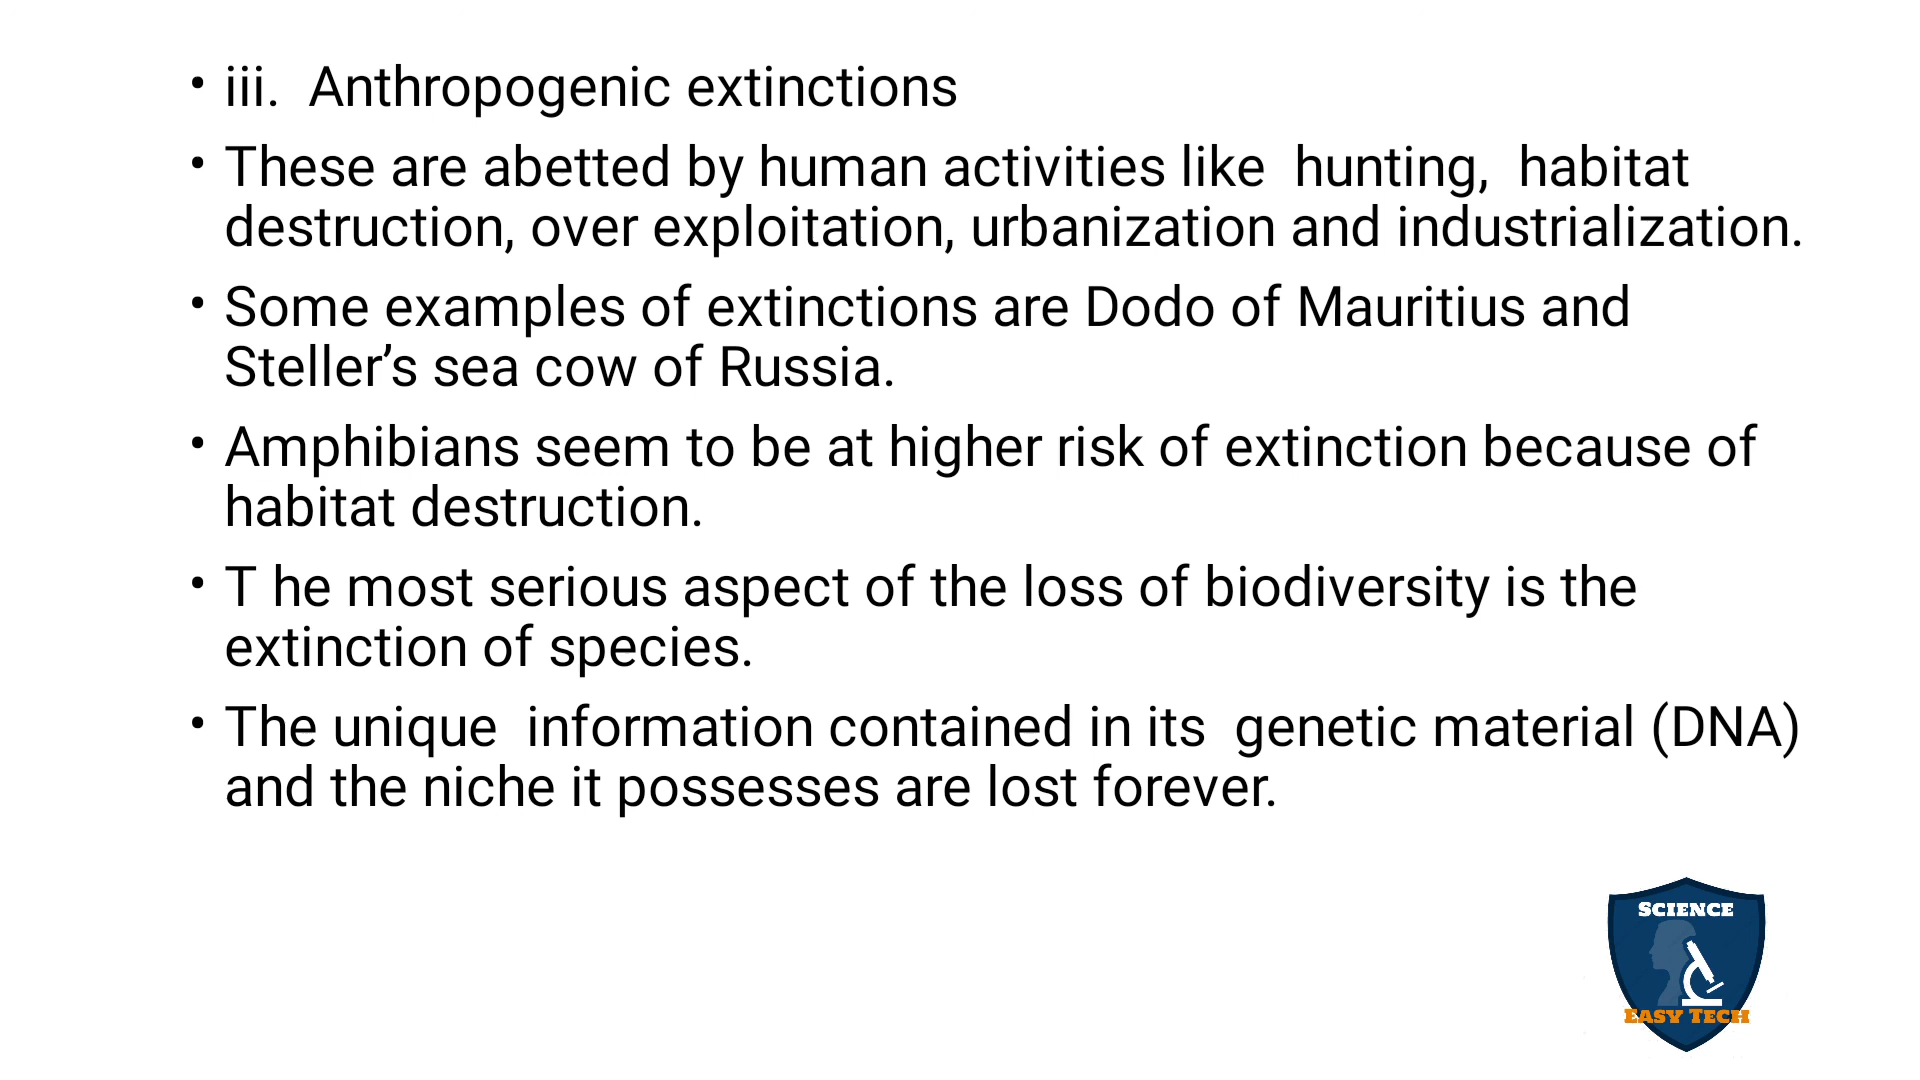 • iii.  Anthropogenic extinctions
• These are abetted by human activities like  hunting,  habitat
destruction, over exploitation, urbanization and industrialization.
• Some examples of extinctions are Dodo of Mauritius and
Steller’s sea cow of Russia.
• Amphibians seem to be at higher risk of extinction because of
habitat destruction.
• T he most serious aspect of the loss of biodiversity is the
extinction of species.
• The unique  information contained in its  genetic material (DNA)
and the niche it possesses are lost forever.
SCIENCE
EASY TECH